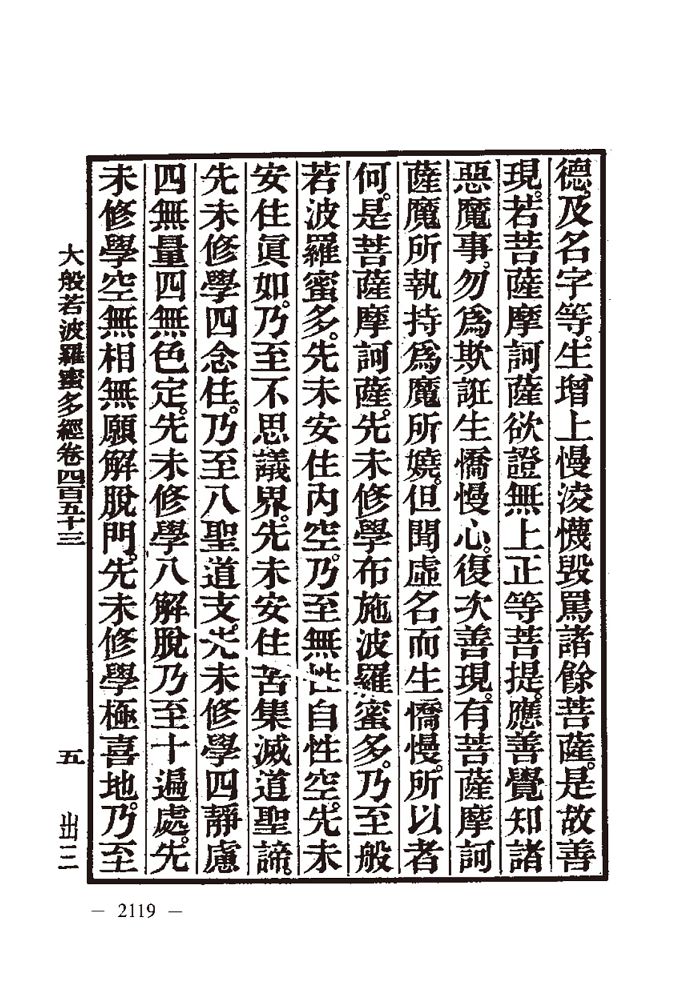 德。及名字等。生增上慢淩懱毀罵諸餘菩薩。是故善
現。若菩薩摩訶薩欲證無上正等菩提。應善覺知諸
惡魔事。勿爲欺誑生憍慢心。復次善現。有菩薩摩訶
薩魔所執持爲魔所嬈。但聞虛名而生憍慢。所以者
何。是菩薩摩訶薩。先未修學布施波羅蜜多。乃至般
若波羅蜜多。先未安住內空。乃至無性自性空。先未
安住眞如。乃至不思議界。先未安住苦集滅道聖諦。
先未修學四念住。乃至八聖道支。先未修學四靜慮
四無量四無色定。先未修學八解脫乃至十遍處。先
未修學空無相無願解脫門。先未修學極喜地。乃至
大般若波羅蜜多經卷四百五十三 五 出三
— 2119 —